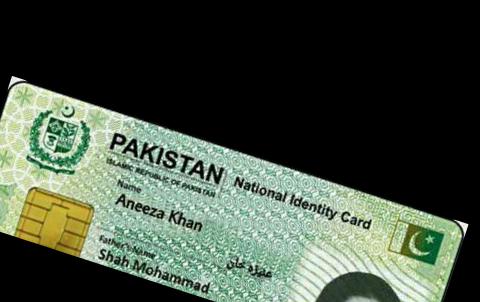 PAKISTAN National Identity Card
ISLAMIC REPUBLIC OF PAKISTAN
Name
Aneeza Khan
عنیزہ خان
Father's Name
Shah Mohammad